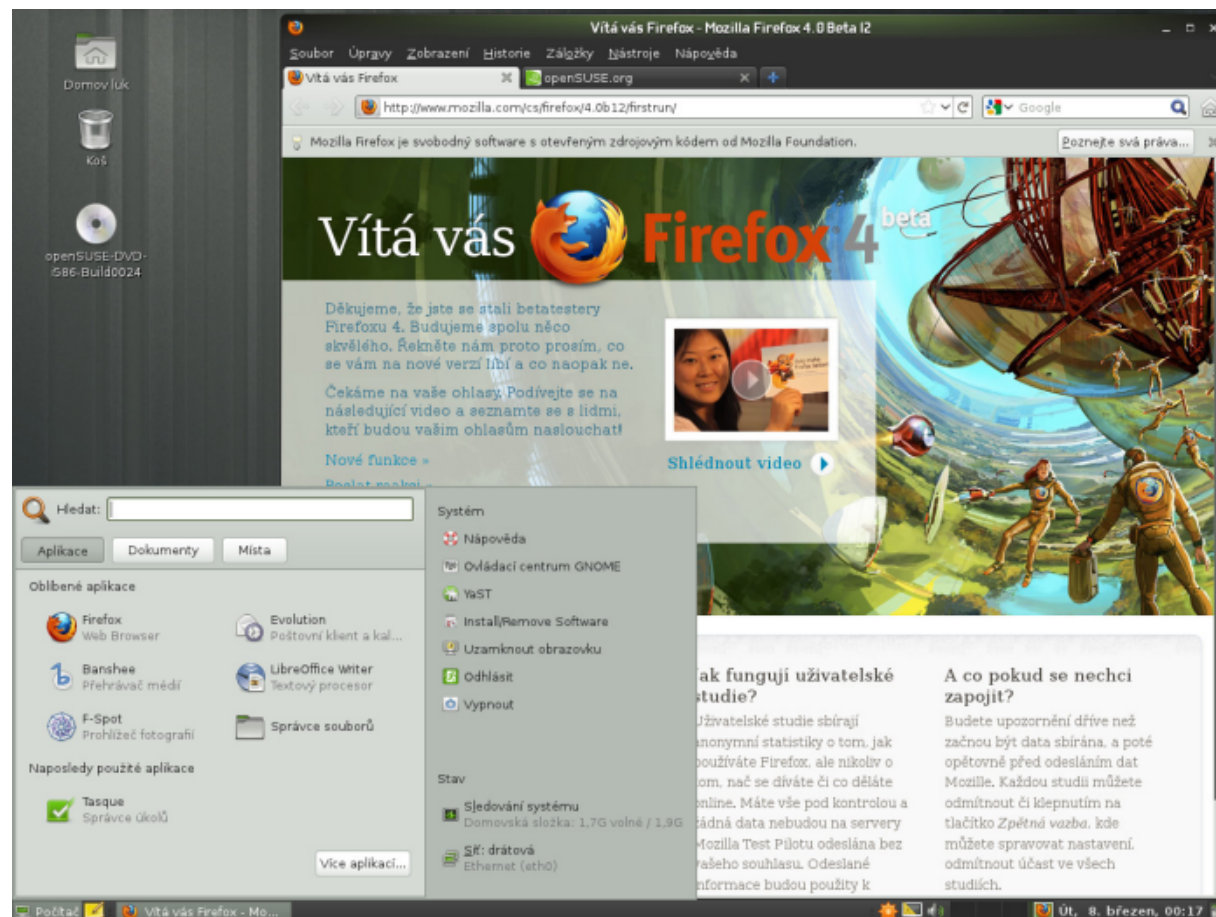 Domov luk
Koš
openSUSE-DVD-
i586-Build0024
Vítá vás Firefox - Mozilla Firefox 4.0 Beta 12
Soubor Úpravy Zobrazení Historie Záložky Nástroje Nápověda
Vítá vás Firefox
openSUSE.org
http://www.mozilla.com/cs/firefox/4.0b12/firstrun/
Google
Mozilla Firefox je svobodný software s otevřeným zdrojovým kódem od Mozilla Foundation.
Poznejte svá práva...
Vítá vás Firefox 4 beta
Děkujeme, že jste se stali betatestery
Firefoxu 4. Budujeme spolu něco
skvělého. Řekněte nám proto prosím, co
se vám na nové verzí líbí a co naopak ne.
Čekáme na vaše ohlasy. Podívejte se na
následující video a seznamte se s lidmi,
kteří budou vašim ohlasům naslouchat!
Nové funkce »
Shlédnout video
Hledat:
Aplikace
Dokumenty
Místa
Oblíbené aplikace
Firefox
Web Browser
Evolution
Poštovní klient a kal...
Banshee
Přehrávač médií
LibreOffice Writer
Textový procesor
F-Spot
Prohlížeč fotografií
Správce souborů
Naposledy použité aplikace
Tasque
Správce úkolů
Více aplikací...
Systém
Nápověda
Ovládací centrum GNOME
YaST
Install/Remove Software
Uzamknout obrazovku
Odhlásit
Vypnout
Stav
Sledování systému
Domovská složka: 1,7G volné / 1,9G
Síť: drátová
Ethernet (eth0)
ak fungují uživatelské
studie?
Uživatelské studie sbírají
anonymní statistiky o tom, jak
používáte Firefox, ale nikoliv o
tom, nač se díváte či co děláte
online. Máte vše pod kontrolou a
žádná data nebudou na servery
Mozilla Test Pilotu odeslána bez
vašeho souhlasu. Odeslané
informace budou použity k
A co pokud se nechci
zapojit?
Budete upozornění dříve než
začnou být data sbírána, a poté
opětovně před odesláním dat
Mozille. Každou studii můžete
odmítnout či klepnutím na
tlačítko Zpětná vazba, kde
můžete spravovat nastavení,
odmítnout účast ve všech
studiích.
Počítač
Vítá vás Firefox - Mo...
Út, 8. březen, 00:17